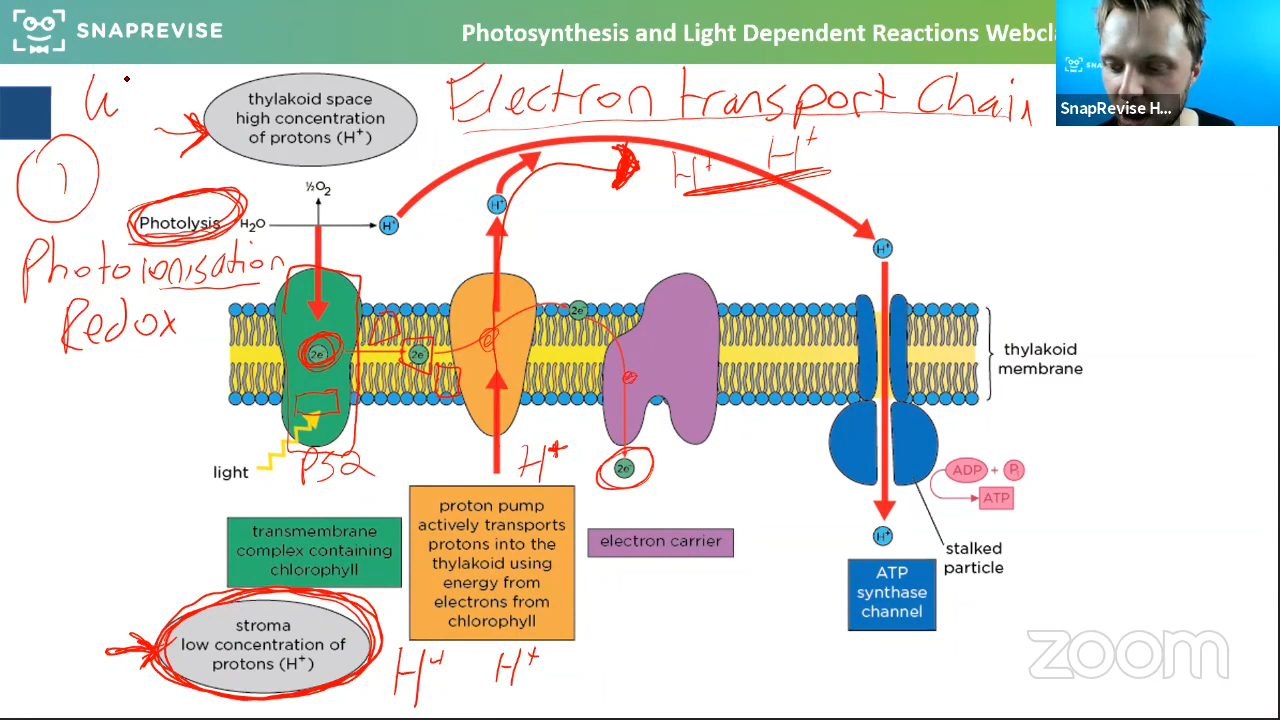 SNAPREVISE
Photosynthesis and Light Dependent Reactions Webcla
SNAPREVISE H...
Electron transport Chain
thylakoid space
high concentration
of protons (H⁺)
1
½O₂
Photolysis
H₂O
H⁺
H⁺
H⁺ H⁺
H⁺
Photoionisation
Redox
2e⁻
2e⁻
2e⁻
thylakoid
membrane
light
H⁺
2e⁻
ADP + Pᵢ
ATP
proton pump
actively transports
protons into the
thylakoid using
energy from
electrons from
chlorophyll
transmembrane
complex containing
chlorophyll
electron carrier
H⁺
stalked
particle
ATP
synthase
channel
stroma
low concentration of
protons (H⁺)
H⁺ H⁺
zoom